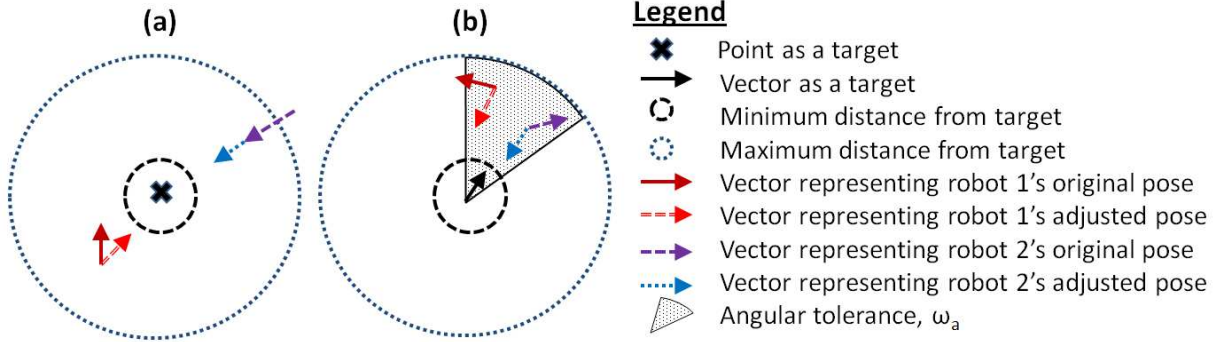 (a)
(b)
Legend
Point as a target
Vector as a target
Minimum distance from target
Maximum distance from target
Vector representing robot 1's original pose
Vector representing robot 1's adjusted pose
Vector representing robot 2's original pose
Vector representing robot 2's adjusted pose
Angular tolerance, ωₐ